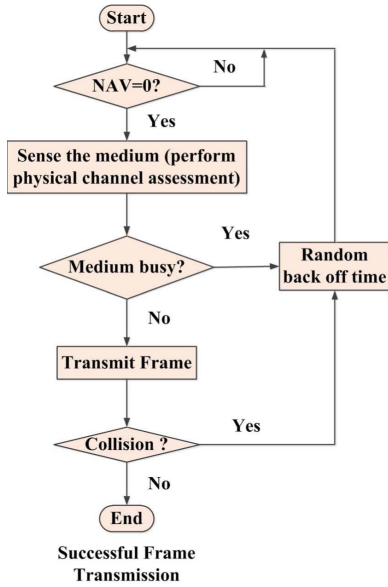 Start
No
NAV=0?
Yes
Sense the medium (perform
physical channel assessment)
Yes
Medium busy?
Random
back off time
No
Transmit Frame
Yes
Collision ?
No
End
Successful Frame
Transmission